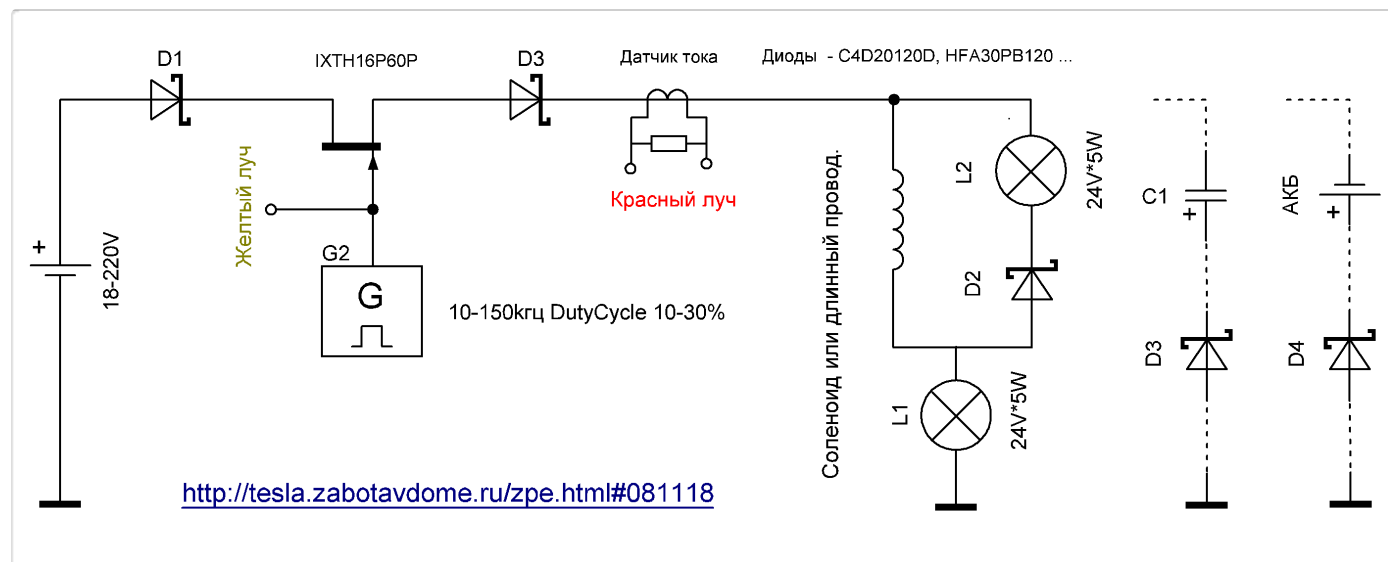 D1
IXTH16P60P
D3
Датчик тока
Диоды - C4D20120D, HFA30PB120 ...
Желтый луч
Красный луч
+
18-220V
G2
G
10-150kгц DutyCycle 10-30%
Соленоид или длинный провод.
L2
24V*5W
D2
L1
24V*5W
C1
+
АКБ
+
D3
D4
http://tesla.zabotavdome.ru/zpe.html#081118